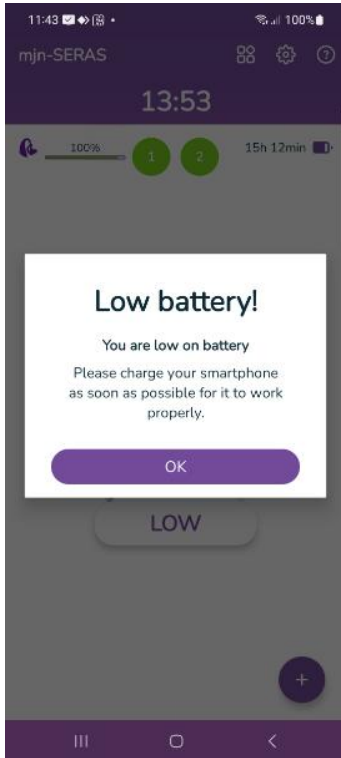 11:43
100%
mjn-SERAS
13:53
100%
1
2
15h 12min
Low battery!
You are low on battery
Please charge your smartphone
as soon as possible for it to work
properly.
OK
LOW
+